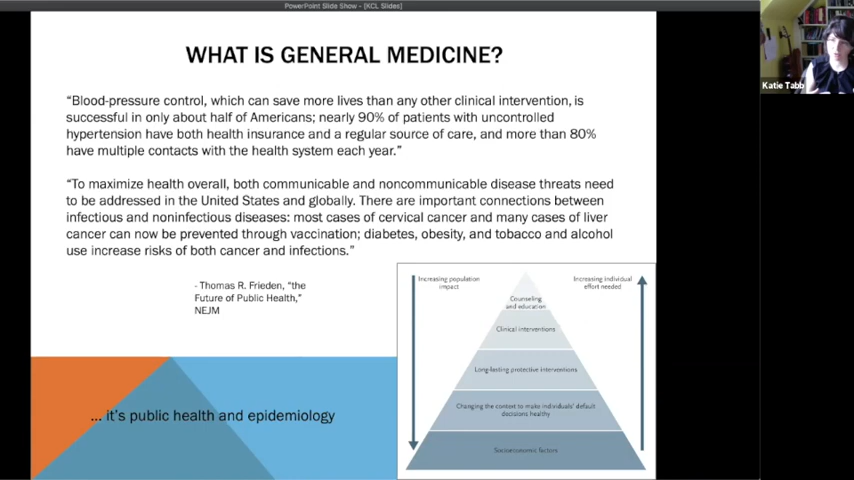 PowerPoint Slide Show - [KCL Slides]
WHAT IS GENERAL MEDICINE?
Katie Tabb
“Blood-pressure control, which can save more lives than any other clinical intervention, is
successful in only about half of Americans; nearly 90% of patients with uncontrolled
hypertension have both health insurance and a regular source of care, and more than 80%
have multiple contacts with the health system each year.”
“To maximize health overall, both communicable and noncommunicable disease threats need
to be addressed in the United States and globally. There are important connections between
infectious and noninfectious diseases: most cases of cervical cancer and many cases of liver
cancer can now be prevented through vaccination; diabetes, obesity, and tobacco and alcohol
use increase risks of both cancer and infections.”
- Thomas R. Frieden, “the
Future of Public Health,”
NEJM
Increasing population
impact
Increasing individual
effort needed
Counseling
and education
Clinical interventions
Long-lasting protective interventions
Changing the context to make individuals' default
decisions healthy
Socioeconomic factors
... it's public health and epidemiology